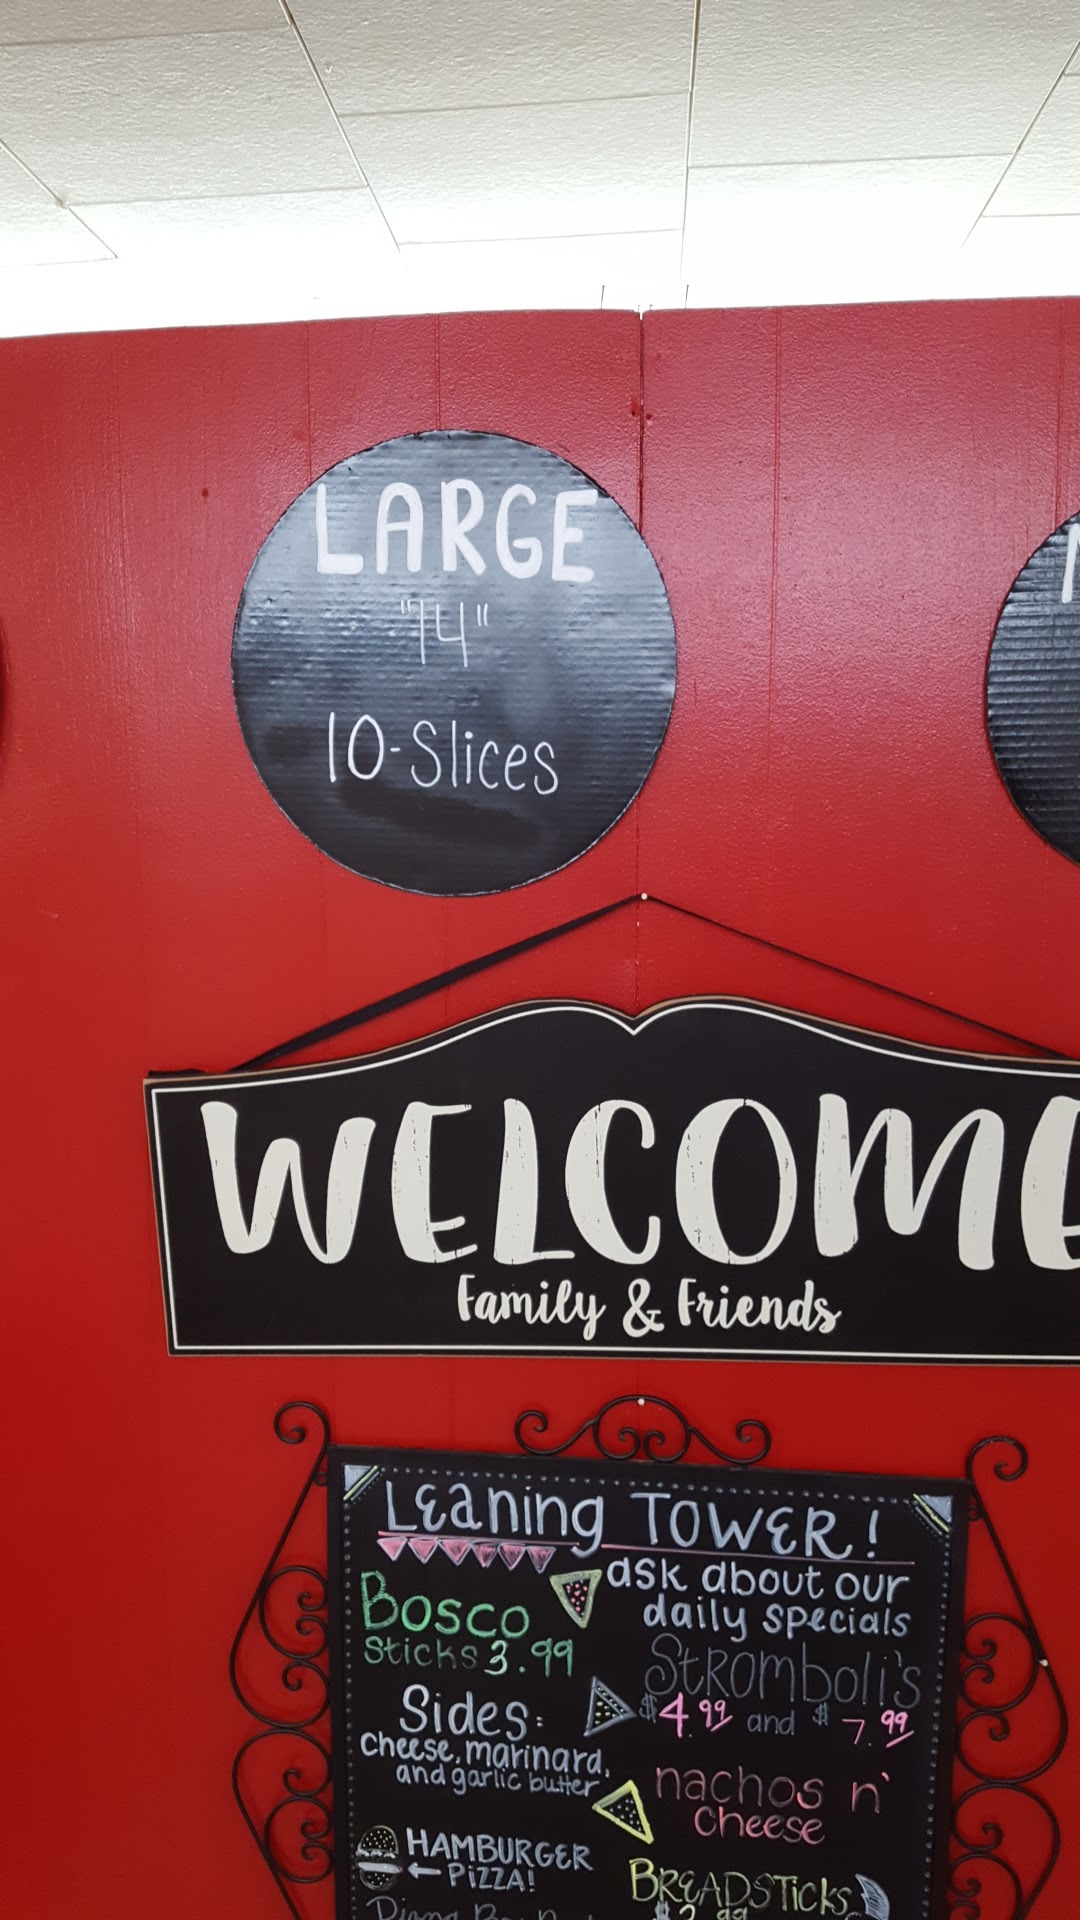 LARGE
"14"
10-Slices
WELCOME
Family & Friends
Leaning TOWER!
ask about our
daily specials
Bosco
sticks 3.99
Stromboli's
$4.99 and $7.99
Sides:
cheese, marinard,
and garlic butter
nachos n'
cheese
HAMBURGER
PIZZA!
BREADSTICKS